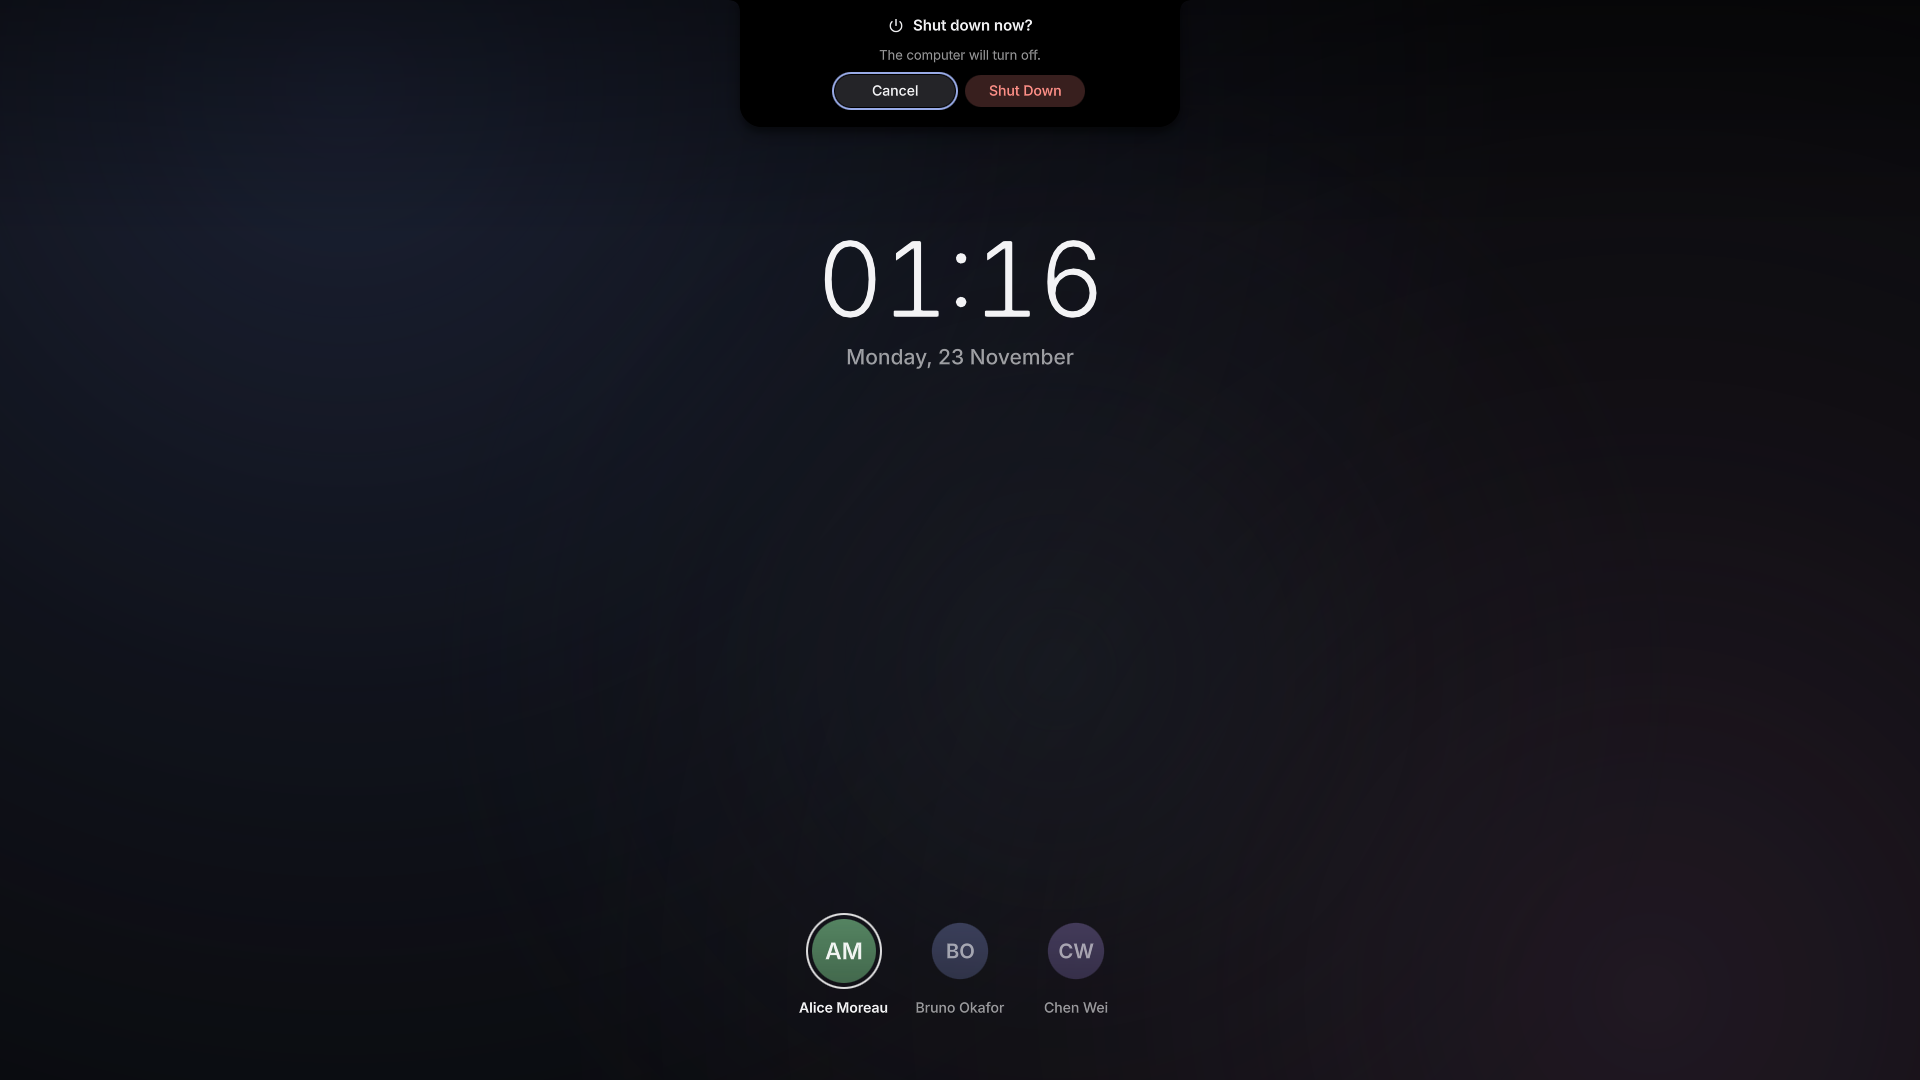 Shut down now?
The computer will turn off.
Cancel Shut Down
01:16
Monday, 23 November
AM BO CW
Alice Moreau Bruno Okafor Chen Wei